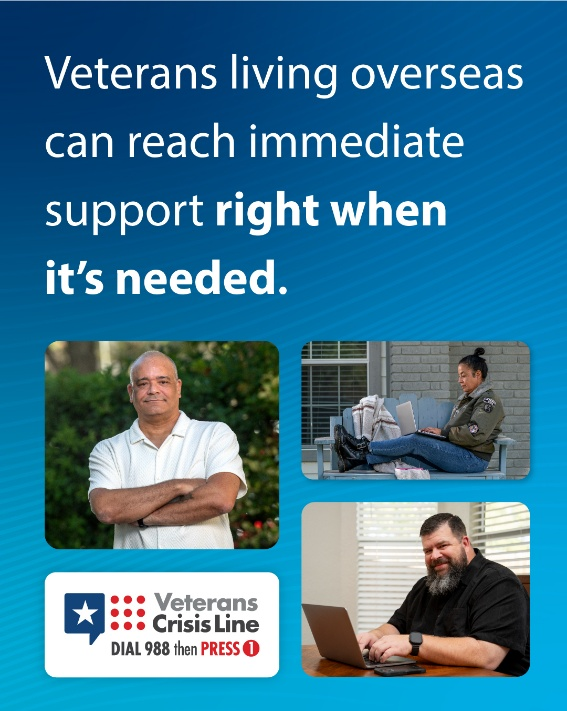 Veterans living overseas
can reach immediate
support right when
it's needed.
Veterans
Crisis Line
DIAL 988 then PRESS 1